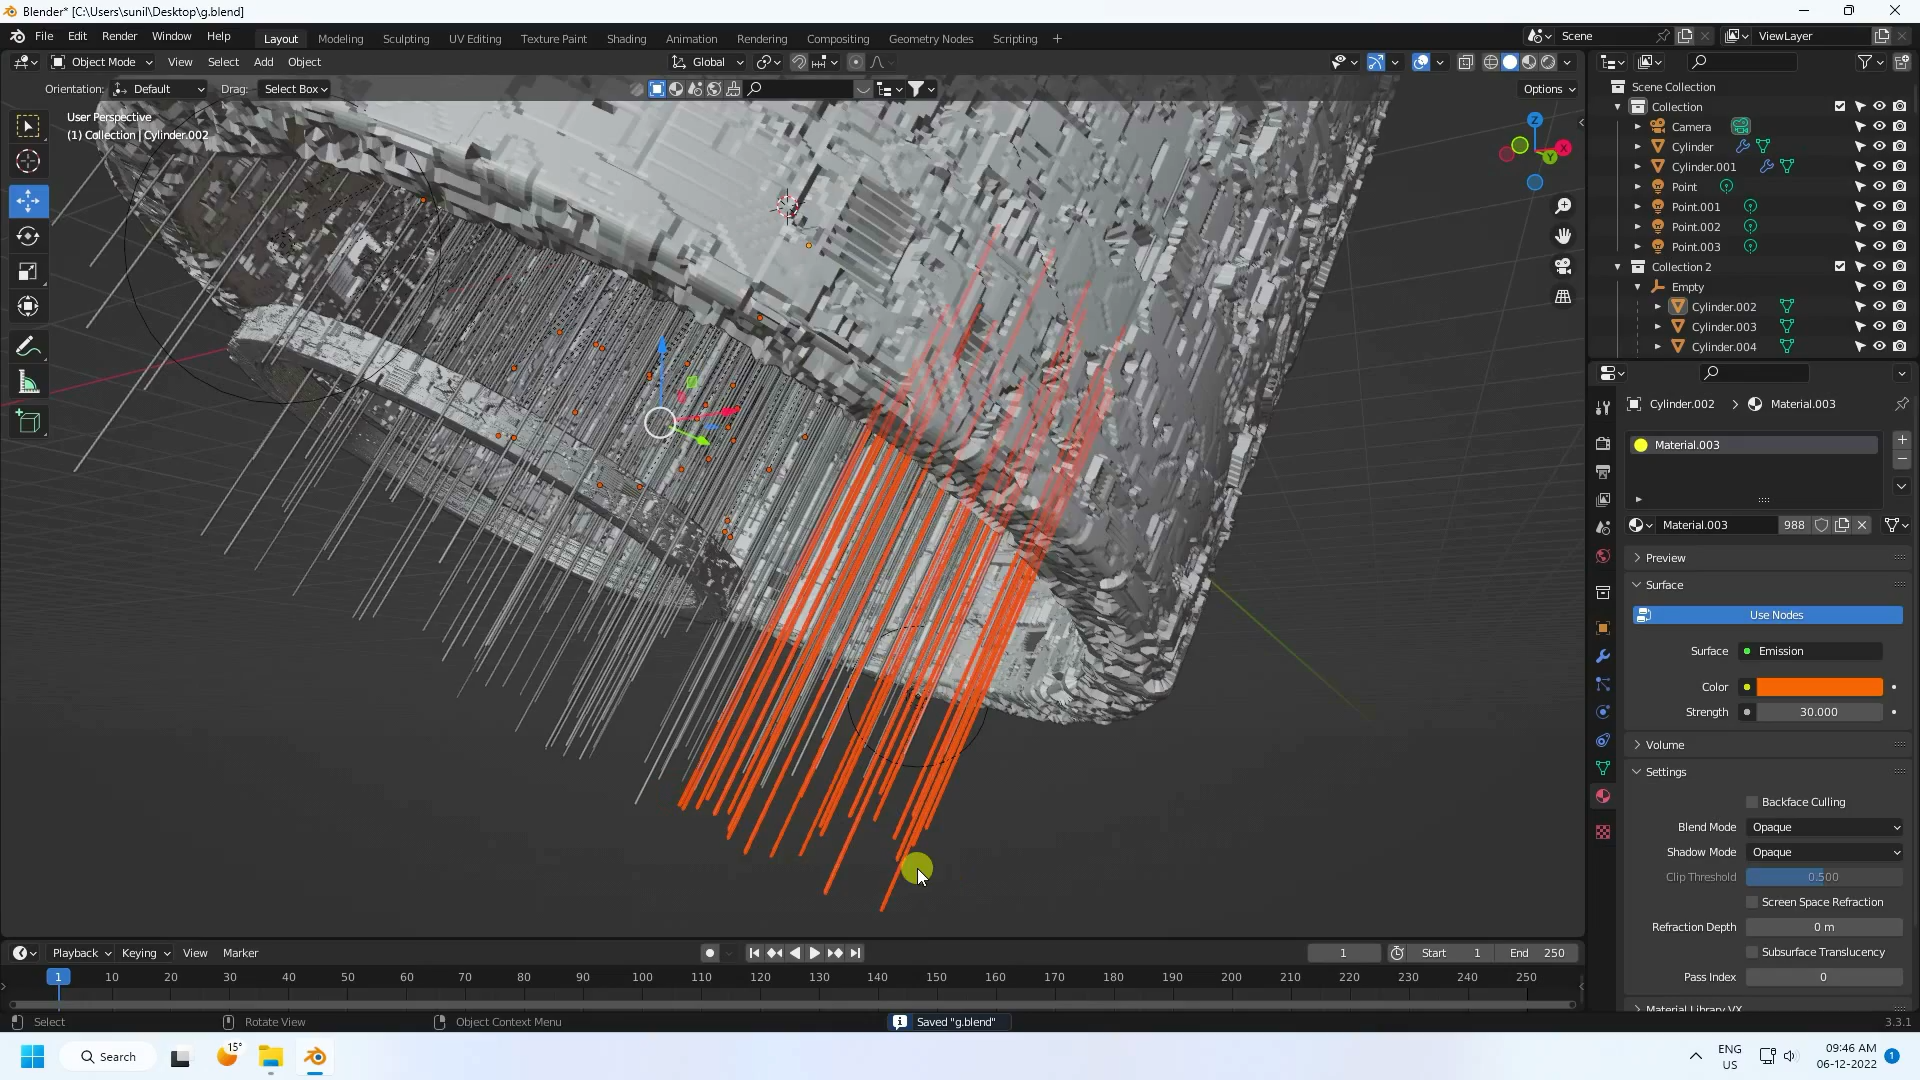 Blender* [C:\Users\sunil\Desktop\g.blend]
File Edit Render Window Help Layout Modeling Sculpting UV Editing Texture Paint Shading Animation Rendering Compositing Geometry Nodes Scripting + Scene ViewLayer
Object Mode View Select Add Object Global
Orientation: Default Drag: Select Box Options
User Perspective
(1) Collection | Cylinder.002
Z
X
Y
Scene Collection
Collection
Camera
Cylinder
Cylinder.001
Point
Point.001
Point.002
Point.003
Collection 2
Empty
Cylinder.002
Cylinder.003
Cylinder.004
Cylinder.002 > Material.003
Material.003
Material.003 988
Preview
Surface
Use Nodes
Surface Emission
Color
Strength 30.000
Volume
Settings
Backface Culling
Blend Mode Opaque
Shadow Mode Opaque
Clip Threshold 0.500
Screen Space Refraction
Refraction Depth 0 m
Subsurface Translucency
Pass Index 0
Material Library VX
Playback Keying View Marker 1 Start 1 End 250
1 10 20 30 40 50 60 70 80 90 100 110 120 130 140 150 160 170 180 190 200 210 220 230 240 250
Select Rotate View Object Context Menu Saved "g.blend" 3.3.1
Search 15° ENG US 09:46 AM 06-12-2022 1